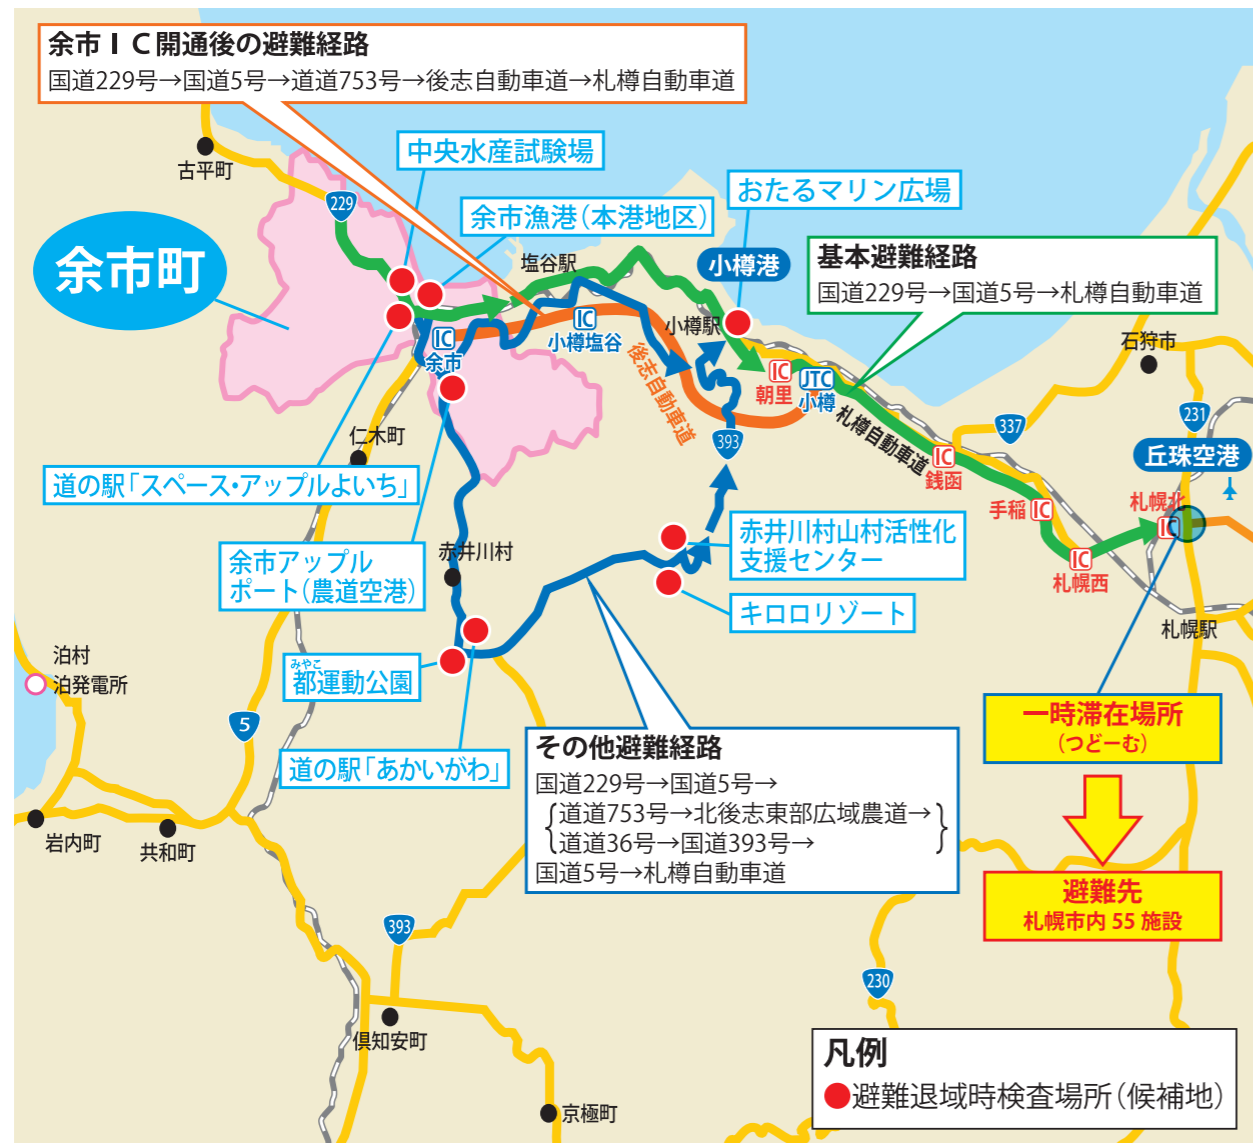 余市ＩＣ開通後の避難経路
国道229号→国道5号→道道753号→後志自動車道→札樽自動車道
古平町
中央水産試験場
229
余市漁港（本港地区）
おたるマリン広場
余市町
塩谷駅
小樽港
基本避難経路
国道229号→国道5号→札樽自動車道
小樽駅
石狩市
IC
余市
IC
小樽塩谷
後志自動車道
IC
朝里
JTC
小樽
札樽自動車道
337
231
仁木町
393
IC
銭函
丘珠空港
道の駅「スペース・アップルよいち」
手稲
IC
札幌北
IC
余市アップル
ポート（農道空港）
赤井川村
赤井川村山村活性化
支援センター
IC
札幌西
キロロリゾート
札幌駅
泊村
泊発電所
みやこ
都運動公園
5
道の駅「あかいがわ」
一時滞在場所
（つどーむ）
その他避難経路
国道229号→国道5号→
道道753号→北後志東部広域農道→
道道36号→国道393号→
国道5号→札樽自動車道
岩内町
共和町
避難先
札幌市内 55 施設
393
230
倶知安町
京極町
凡例
●避難退域時検査場所（候補地）